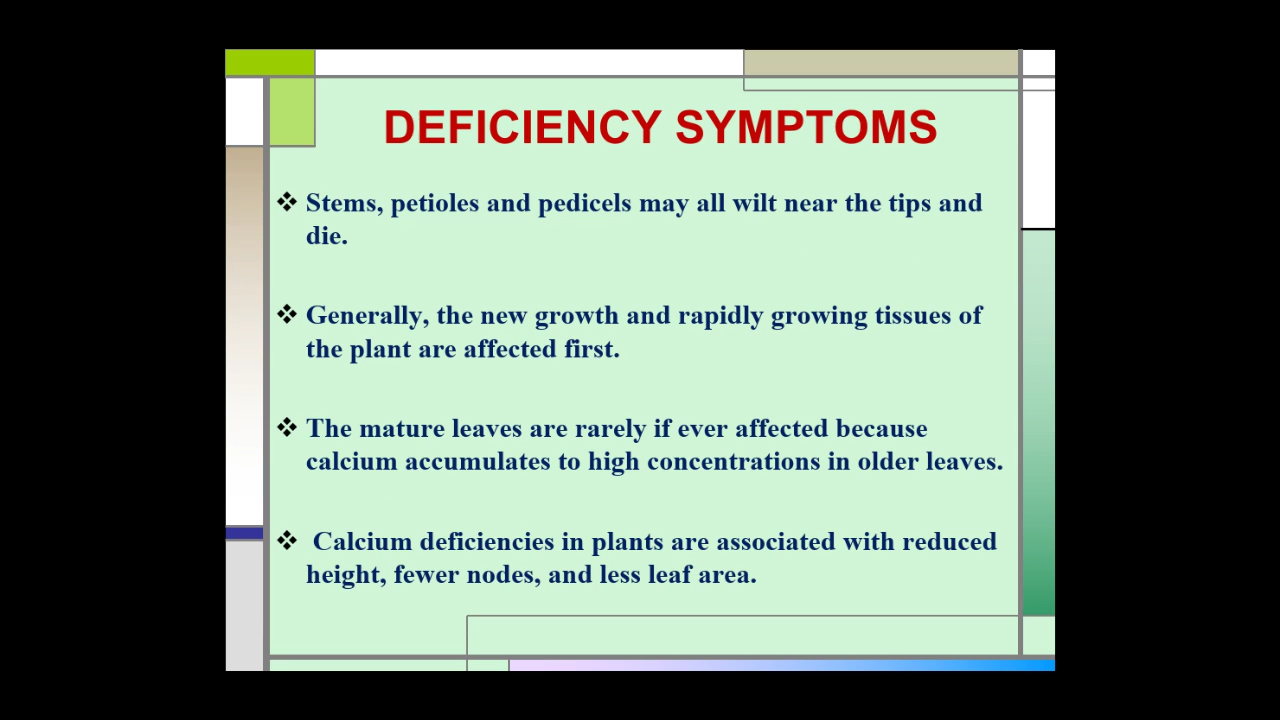 DEFICIENCY SYMPTOMS
❖ Stems, petioles and pedicels may all wilt near the tips and
die.
❖ Generally, the new growth and rapidly growing tissues of
the plant are affected first.
❖ The mature leaves are rarely if ever affected because
calcium accumulates to high concentrations in older leaves.
❖ Calcium deficiencies in plants are associated with reduced
height, fewer nodes, and less leaf area.